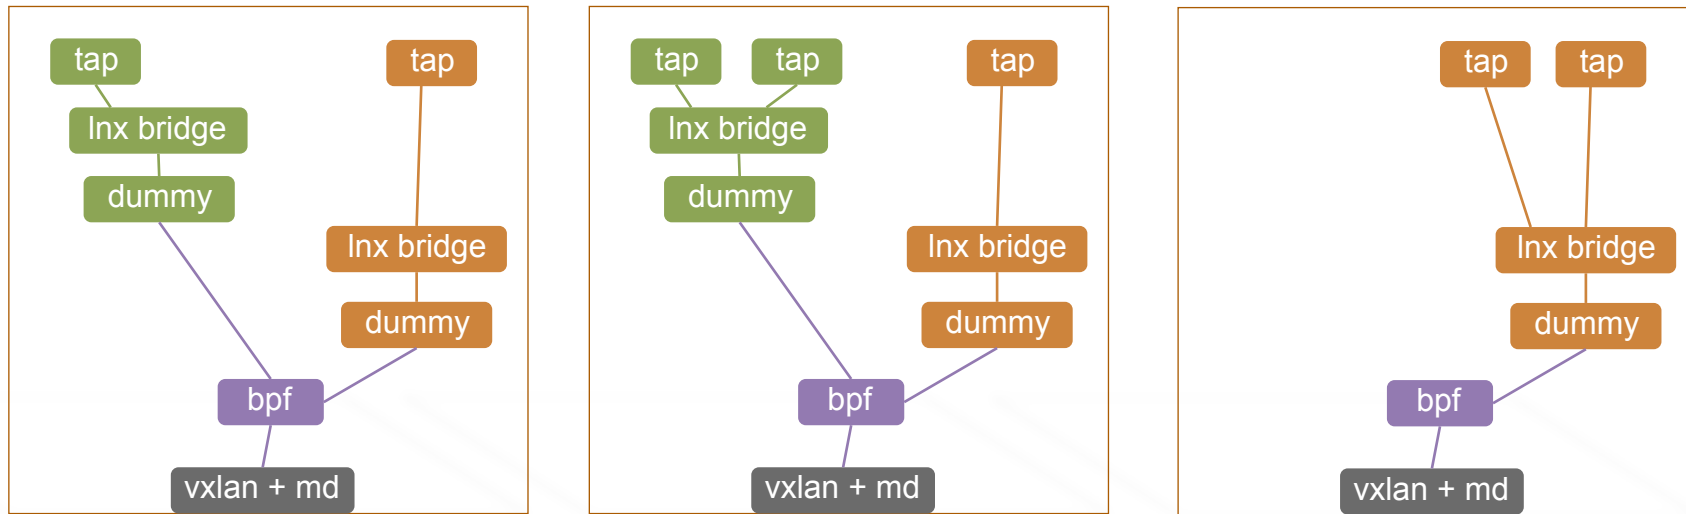 tap
tap
lnx bridge
dummy
lnx bridge
dummy
bpf
vxlan + md
tap
tap
tap
lnx bridge
dummy
lnx bridge
dummy
bpf
vxlan + md
tap
tap
lnx bridge
dummy
bpf
vxlan + md